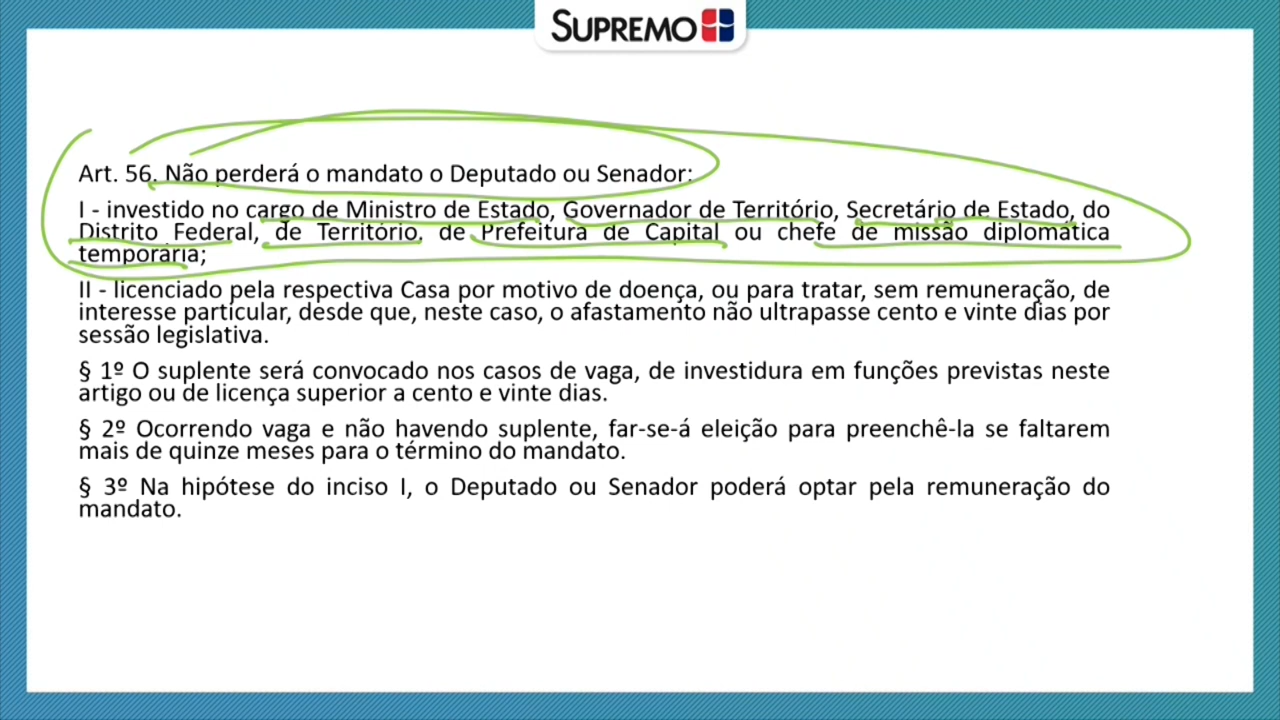 SUPREMO
Art. 56. Não perderá o mandato o Deputado ou Senador:
I - investido no cargo de Ministro de Estado, Governador de Território, Secretário de Estado, do
Distrito Federal, de Território, de Prefeitura de Capital ou chefe de missão diplomática
temporária;
II - licenciado pela respectiva Casa por motivo de doença, ou para tratar, sem remuneração, de
interesse particular, desde que, neste caso, o afastamento não ultrapasse cento e vinte dias por
sessão legislativa.
§ 1º O suplente será convocado nos casos de vaga, de investidura em funções previstas neste
artigo ou de licença superior a cento e vinte dias.
§ 2º Ocorrendo vaga e não havendo suplente, far-se-á eleição para preenchê-la se faltarem
mais de quinze meses para o término do mandato.
§ 3º Na hipótese do inciso I, o Deputado ou Senador poderá optar pela remuneração do
mandato.